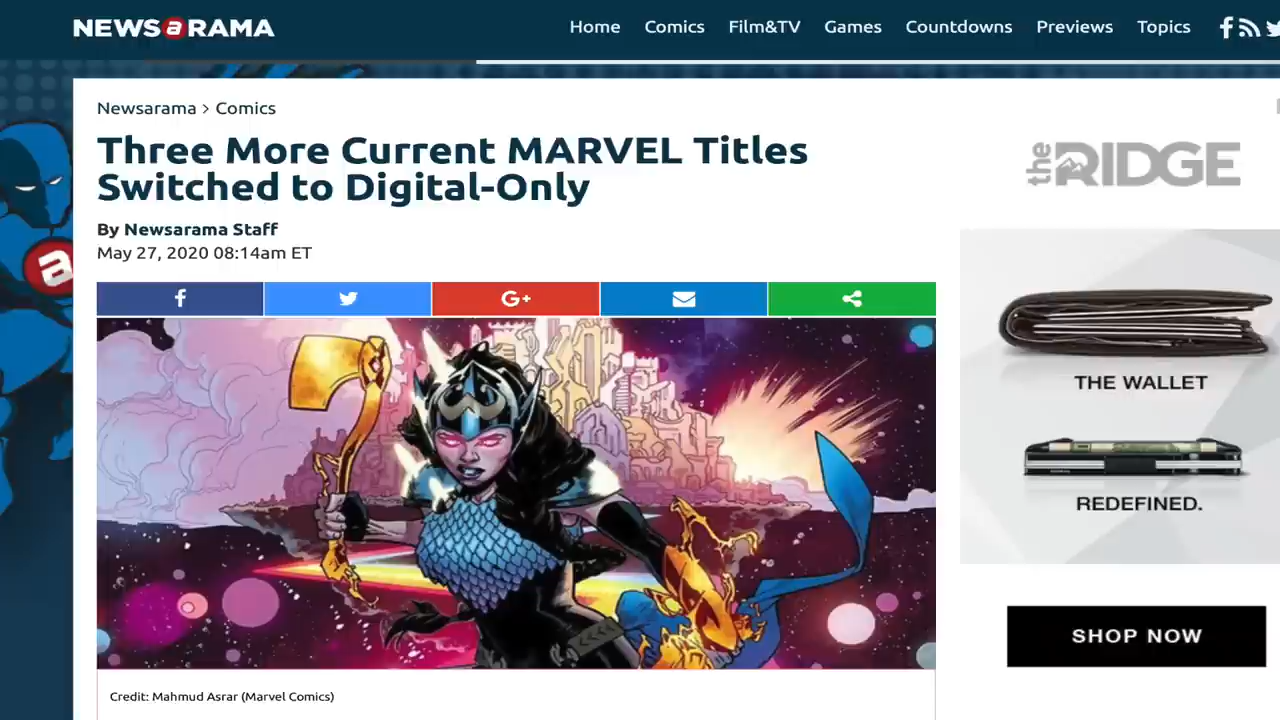 NEWSaRAMA
Home Comics Film&TV Games Countdowns Previews Topics
Newsarama > Comics
Three More Current MARVEL Titles
Switched to Digital-Only
By Newsarama Staff
May 27, 2020 08:14am ET
G+
Credit: Mahmud Asrar (Marvel Comics)
the RIDGE
THE WALLET
REDEFINED.
SHOP NOW
a